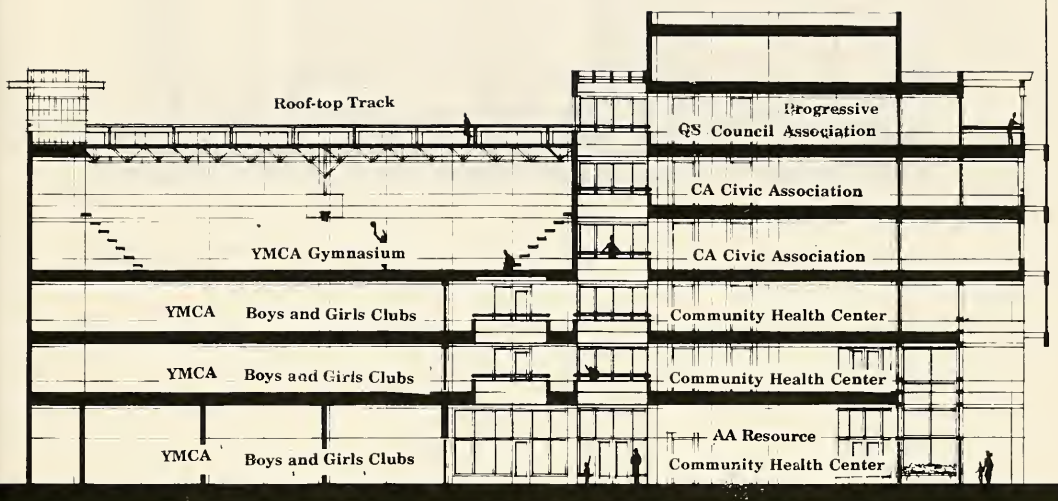 Roof-top Track
Progressive
QS Council Association
CA Civic Association
YMCA Gymnasium
CA Civic Association
YMCA Boys and Girls Clubs
Community Health Center
YMCA Boys and Girls Clubs
Community Health Center
AA Resource
YMCA Boys and Girls Clubs
Community Health Center